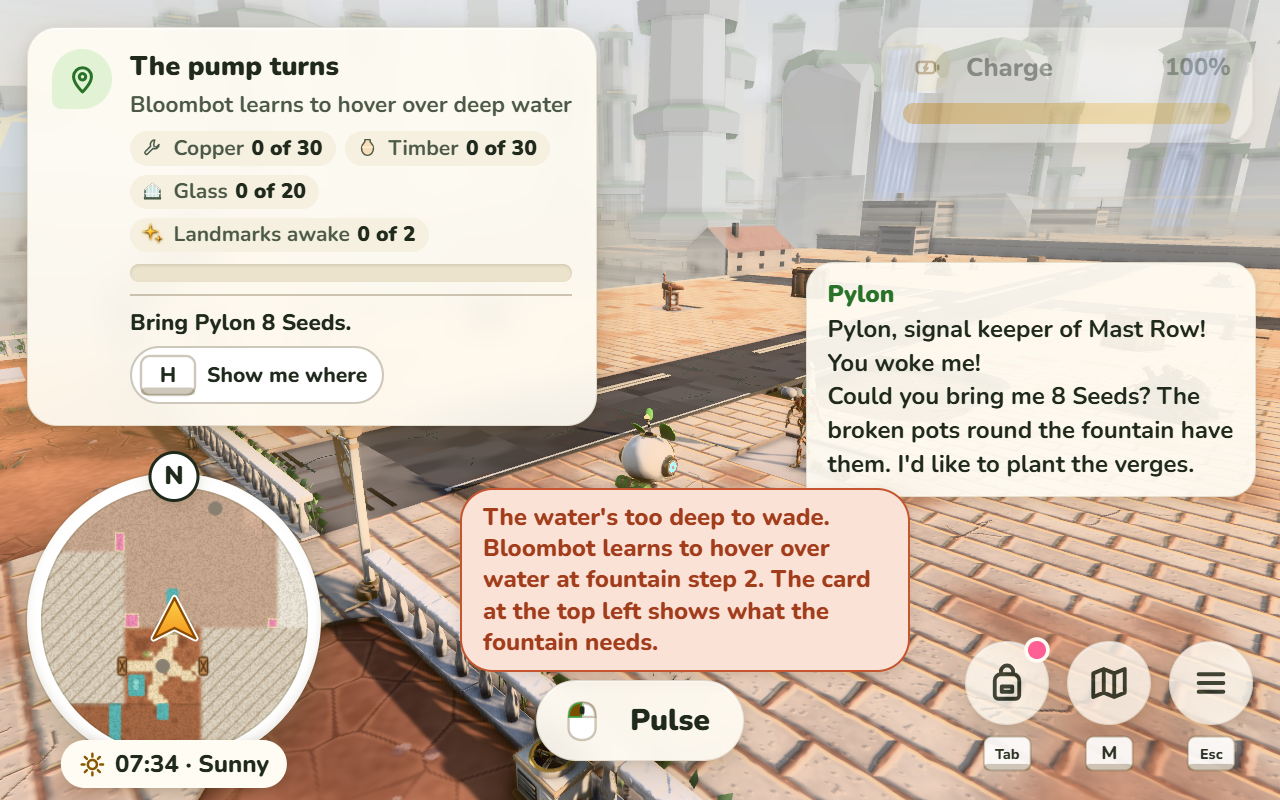 The pump turns
Bloombot learns to hover over deep water
Copper 0 of 30
Timber 0 of 30
Glass 0 of 20
Landmarks awake 0 of 2
Bring Pylon 8 Seeds.
H Show me where
Charge 100%
Pylon
Pylon, signal keeper of Mast Row!
You woke me!
Could you bring me 8 Seeds? The
broken pots round the fountain have
them. I'd like to plant the verges.
N
The water's too deep to wade.
Bloombot learns to hover over
water at fountain step 2. The card
at the top left shows what the
fountain needs.
Pulse
07:34 · Sunny
Tab
M
Esc